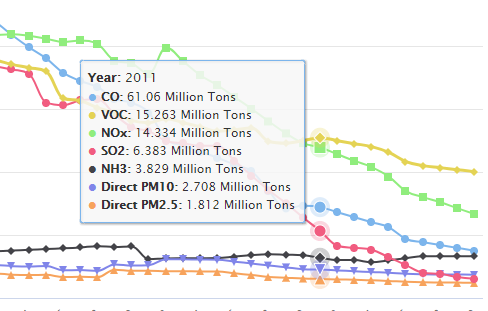 Year: 2011
CO: 61.06 Million Tons
VOC: 15.263 Million Tons
NOx: 14.334 Million Tons
SO2: 6.383 Million Tons
NH3: 3.829 Million Tons
Direct PM10: 2.708 Million Tons
Direct PM2.5: 1.812 Million Tons